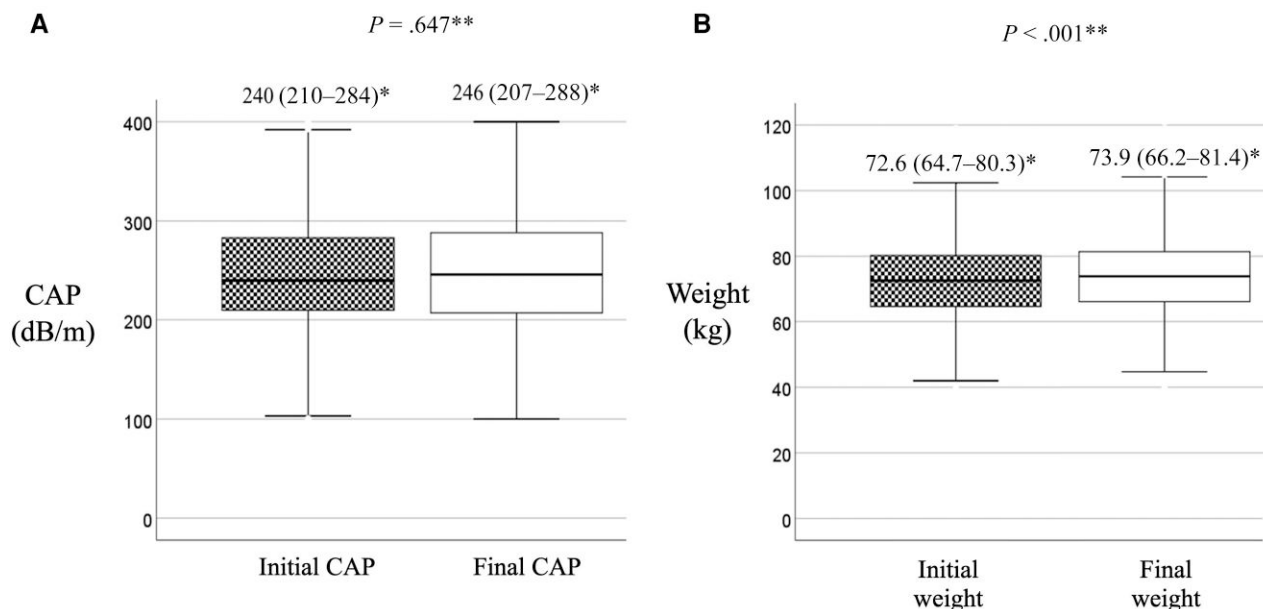 A
P = .647**
240 (210–284)*
246 (207–288)*
400
300
200
100
0
CAP
(dB/m)
Initial CAP
Final CAP
B
P < .001**
72.6 (64.7–80.3)*
73.9 (66.2–81.4)*
120
100
80
60
40
20
0
Weight
(kg)
Initial
weight
Final
weight